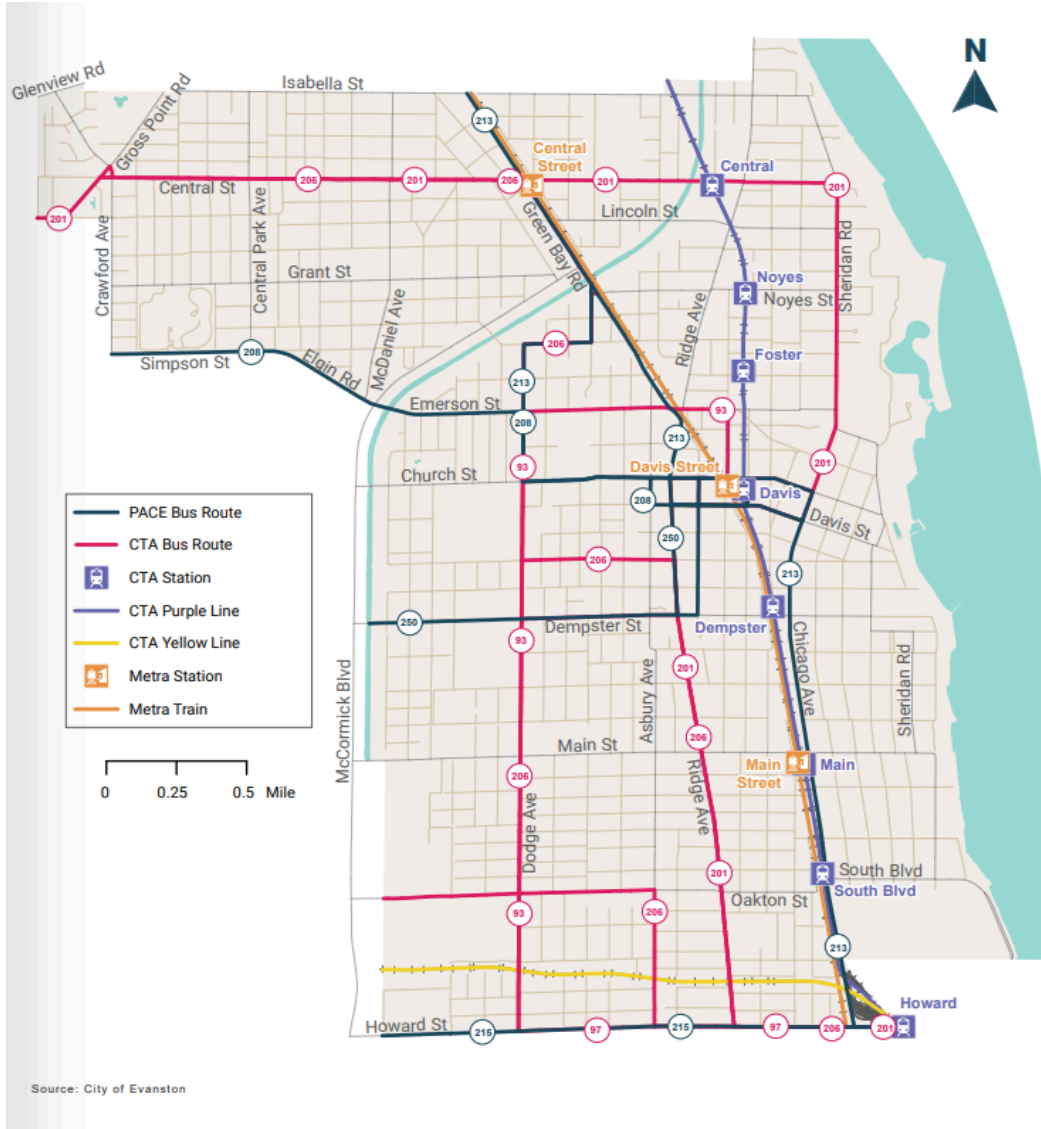 N
Glenview Rd
Gross Point Rd
Isabella St
213
Central
Street
Central
206
201
206
201
201
Central St
201
Lincoln St
Crawford Ave
Central Park Ave
Green Bay Rd
Sheridan Rd
Grant St
Noyes
Noyes St
McDaniel Ave
Ridge Ave
206
Foster
208
Simpson St
Elgin Rd
213
Emerson St
93
208
213
93
Church St
Davis Street
201
Davis
208
Davis St
250
206
213
250
Dempster St
Dempster
93
Chicago Ave
Asbury Ave
201
Sheridan Rd
McCormick Blvd
206
Main St
Main
Street
Main
206
Ridge Ave
Dodge Ave
201
South Blvd
South Blvd
Oakton St
93
206
213
Howard
Howard St
215
97
215
97
206
201
PACE Bus Route
CTA Bus Route
CTA Station
CTA Purple Line
CTA Yellow Line
Metra Station
Metra Train
0 0.25 0.5 Mile
Source: City of Evanston